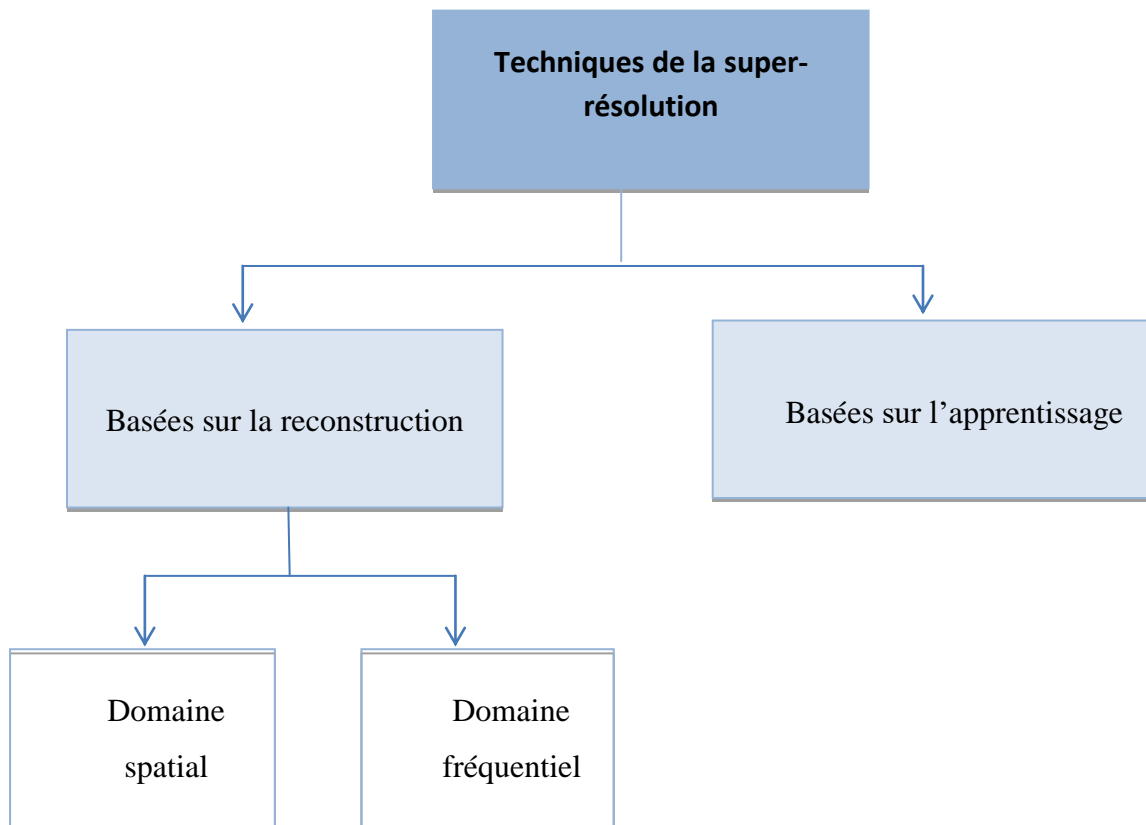 Techniques de la super-
résolution
Basées sur la reconstruction
Basées sur l’apprentissage
Domaine
spatial
Domaine
fréquentiel